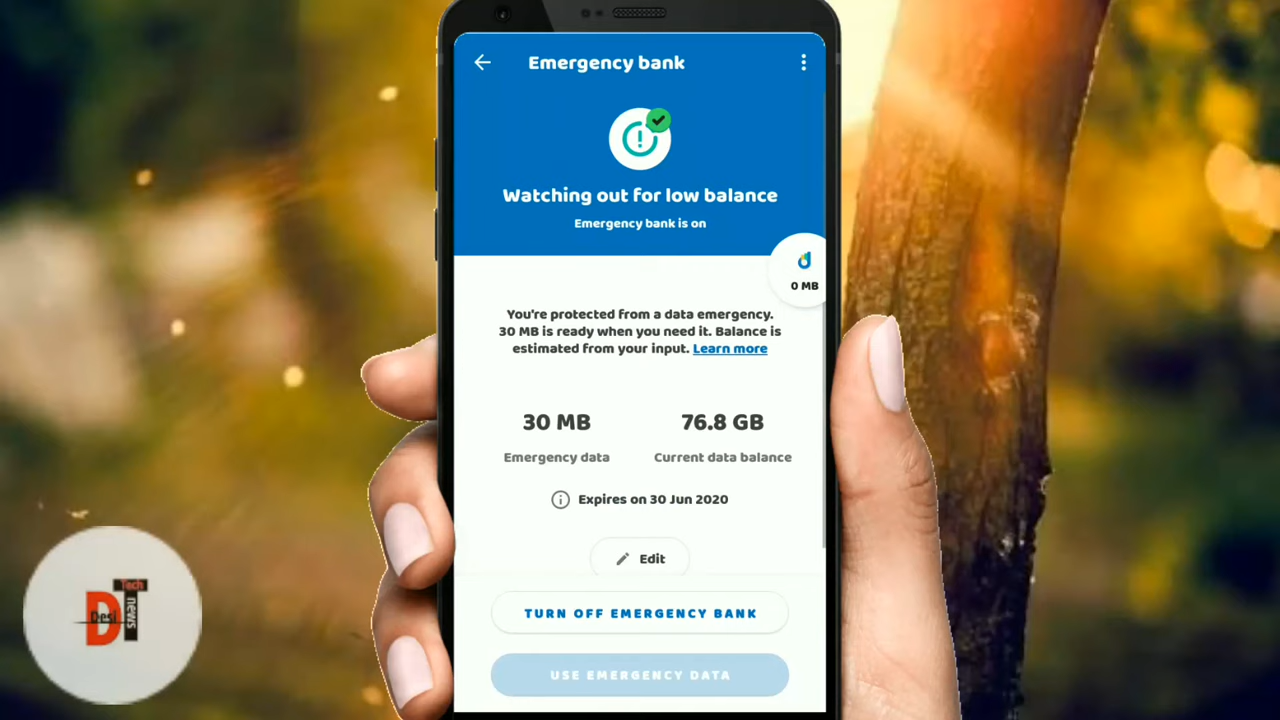 Emergency bank
Watching out for low balance
Emergency bank is on
0 MB
You're protected from a data emergency.
30 MB is ready when you need it. Balance is
estimated from your input. Learn more
30 MB
76.8 GB
Emergency data
Current data balance
Expires on 30 Jun 2020
Edit
TURN OFF EMERGENCY BANK
USE EMERGENCY DATA
Desi
Tech
news